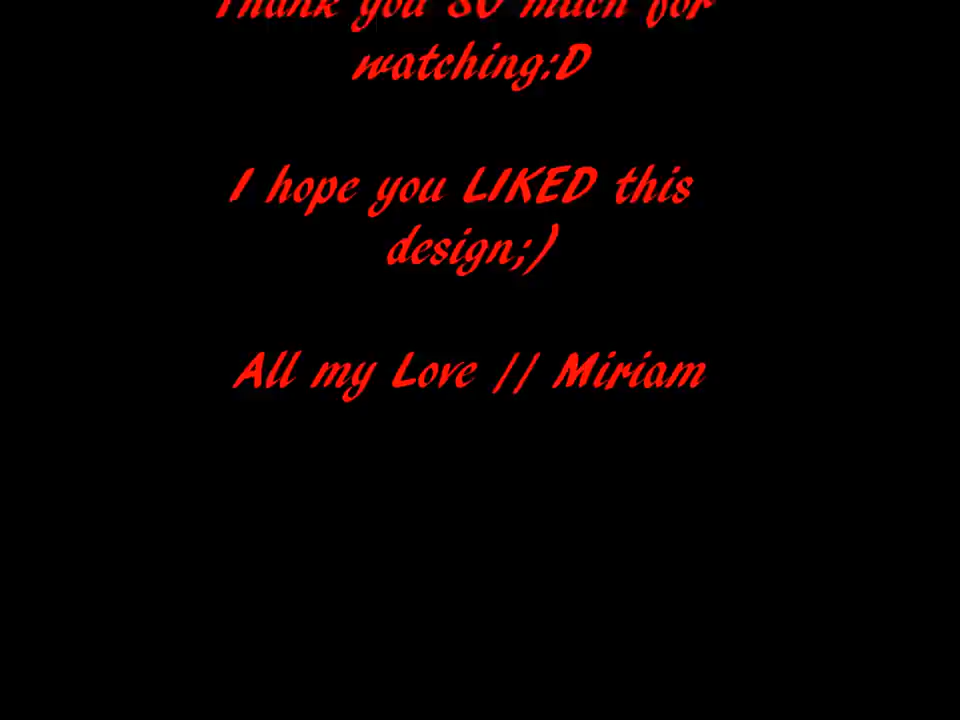 Thank you SO much for
watching:D
I hope you LIKED this
design;)
All my Love // Miriam